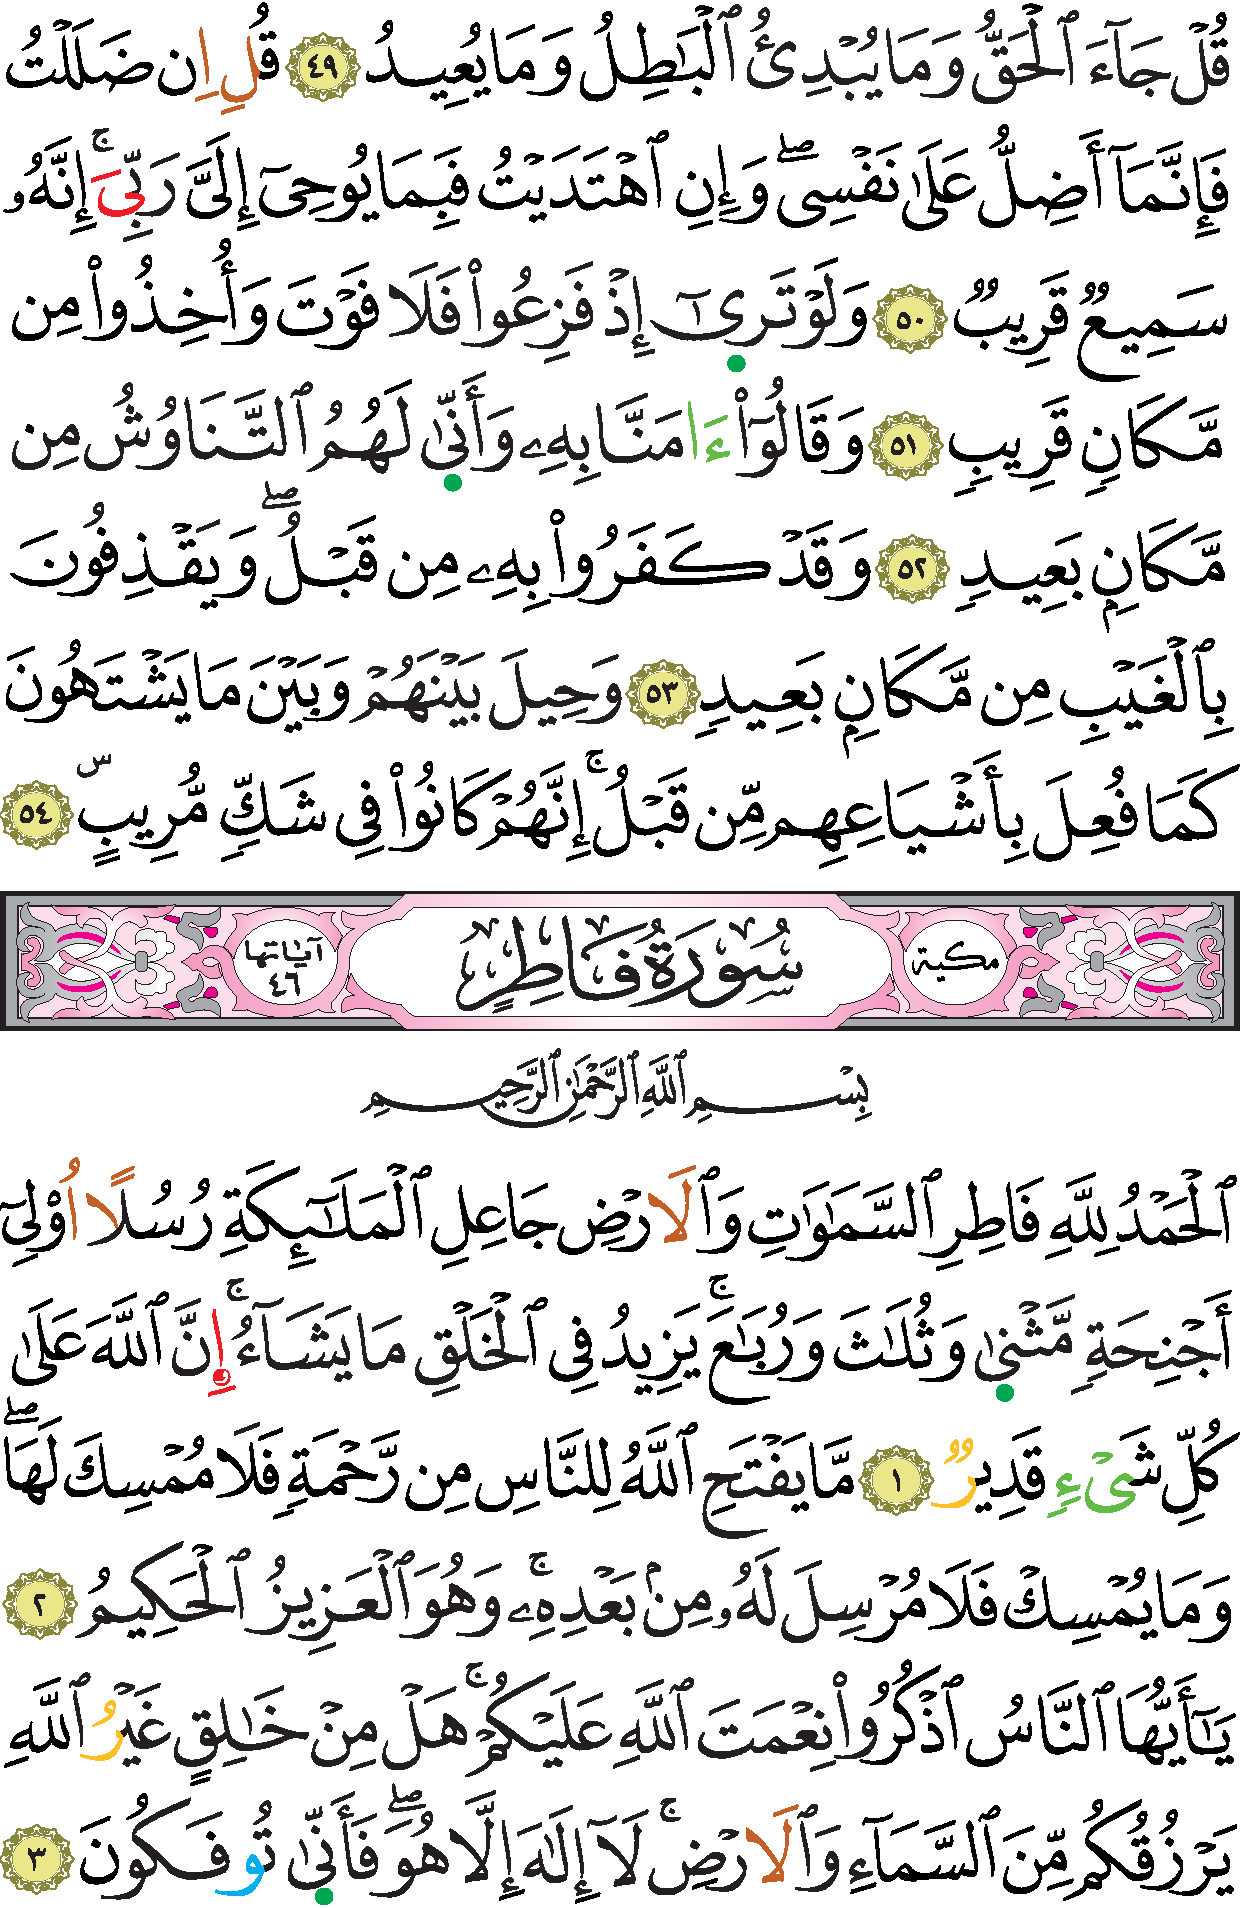 قُلْ جَآءَ ٱلْحَقُّ وَمَا يُبْدِئُ ٱلْبَٰطِلُ وَمَا يُعِيدُ ٤٩ قُلِ اِن ضَلَلْتُ
فَإِنَّمَآ أَضِلُّ عَلَىٰ نَفْسِىۖ وَإِنِ ٱهْتَدَيْتُ فَبِمَا يُوحِىٓ إِلَىَّ رَبِّىَۚ إِنَّهُۥ
سَمِيعٌ قَرِيبٌ ٥٠ وَلَوْ تَرَىٰٓ إِذْ فَزِعُوا۟ فَلَا فَوْتَ وَأُخِذُوا۟ مِن
مَّكَانٍ قَرِيبٍ ٥١ وَقَالُوٓا۟ ءَامَنَّا بِهِۦ وَأَنَّىٰ لَهُمُ ٱلتَّنَاوُشُ مِن
مَّكَانٍۭ بَعِيدٍ ٥٢ وَقَدْ كَفَرُوا۟ بِهِۦ مِن قَبْلُۖ وَيَقْذِفُونَ
بِٱلْغَيْبِ مِن مَّكَانٍۭ بَعِيدٍ ٥٣ وَحِيلَ بَيْنَهُمْ وَبَيْنَ مَا يَشْتَهُونَ
كَمَا فُعِلَ بِأَشْيَاعِهِم مِّن قَبْلُۚ إِنَّهُمْ كَانُوا۟ فِى شَكٍّ مُّرِيبٍۜ ٥٤
مكية سُورَةُ فَاطِرٍ آياتها ٤٦
بِسْمِ ٱللَّهِ ٱلرَّحْمَٰنِ ٱلرَّحِيمِ
ٱلْحَمْدُ لِلَّهِ فَاطِرِ ٱلسَّمَٰوَٰتِ وَٱلَارْضِ جَاعِلِ ٱلْمَلَٰٓئِكَةِ رُسُلًا اُو۟لِىٓ
أَجْنِحَةٍ مَّثْنَىٰ وَثُلَٰثَ وَرُبَٰعَۚ يَزِيدُ فِى ٱلْخَلْقِ مَا يَشَآءُۚ اِنَّ ٱللَّهَ عَلَىٰ
كُلِّ شَىْءٍ قَدِيرٌ ١ مَّا يَفْتَحِ ٱللَّهُ لِلنَّاسِ مِن رَّحْمَةٍ فَلَا مُمْسِكَ لَهَاۖ
وَمَا يُمْسِكْ فَلَا مُرْسِلَ لَهُۥ مِنۢ بَعْدِهِۦۚ وَهُوَ ٱلْعَزِيزُ ٱلْحَكِيمُ ٢
يَٰٓأَيُّهَا ٱلنَّاسُ ٱذْكُرُوا۟ نِعْمَتَ ٱللَّهِ عَلَيْكُمْۚ هَلْ مِنْ خَٰلِقٍ غَيْرُ ٱللَّهِ
يَرْزُقُكُم مِّنَ ٱلسَّمَآءِ وَٱلَارْضِۚ لَآ إِلَٰهَ إِلَّا هُوَۖ فَأَنَّىٰ تُوفَكُونَ ٣